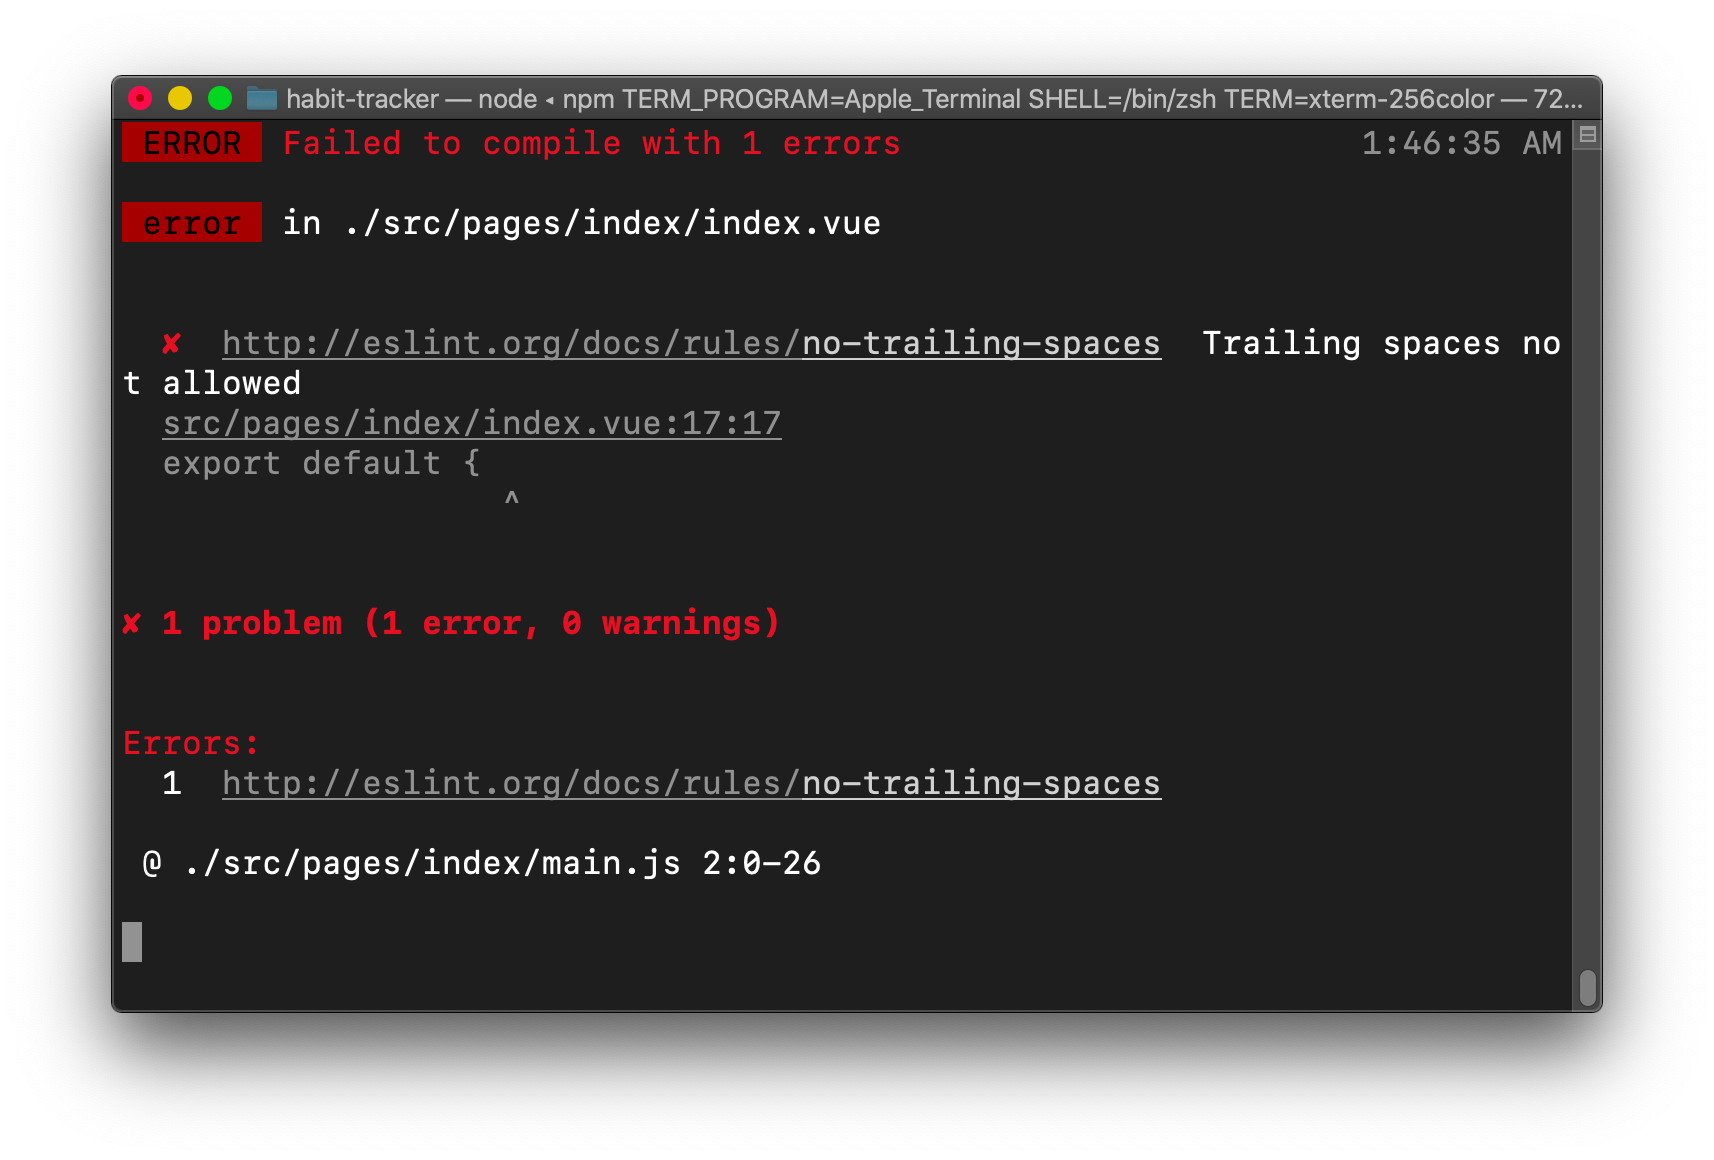 habit-tracker — node ◂ npm TERM_PROGRAM=Apple_Terminal SHELL=/bin/zsh TERM=xterm-256color — 72...
ERROR Failed to compile with 1 errors 1:46:35 AM
error in ./src/pages/index/index.vue
✘ http://eslint.org/docs/rules/no-trailing-spaces Trailing spaces no
t allowed
src/pages/index/index.vue:17:17
export default {
^
✘ 1 problem (1 error, 0 warnings)
Errors:
1 http://eslint.org/docs/rules/no-trailing-spaces
@ ./src/pages/index/main.js 2:0-26